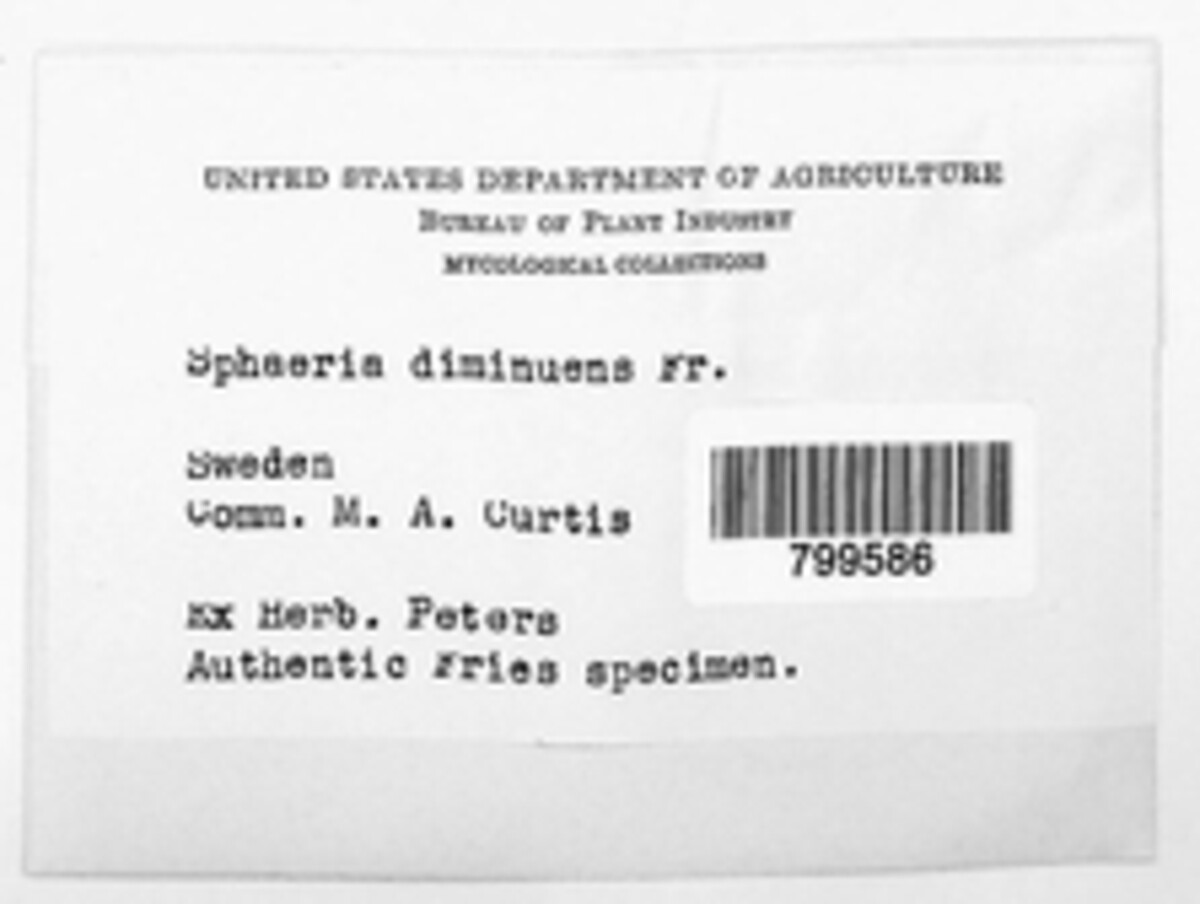 UNITED STATES DEPARTMENT OF AGRICULTURE
BUREAU OF PLANT INDUSTRY
MYCOLOGICAL COLLECTIONS
Sphaeria diminuens Fr.
Sweden
Comm. M. A. Curtis
799586
Ex Herb. Peters
Authentic Fries specimen.